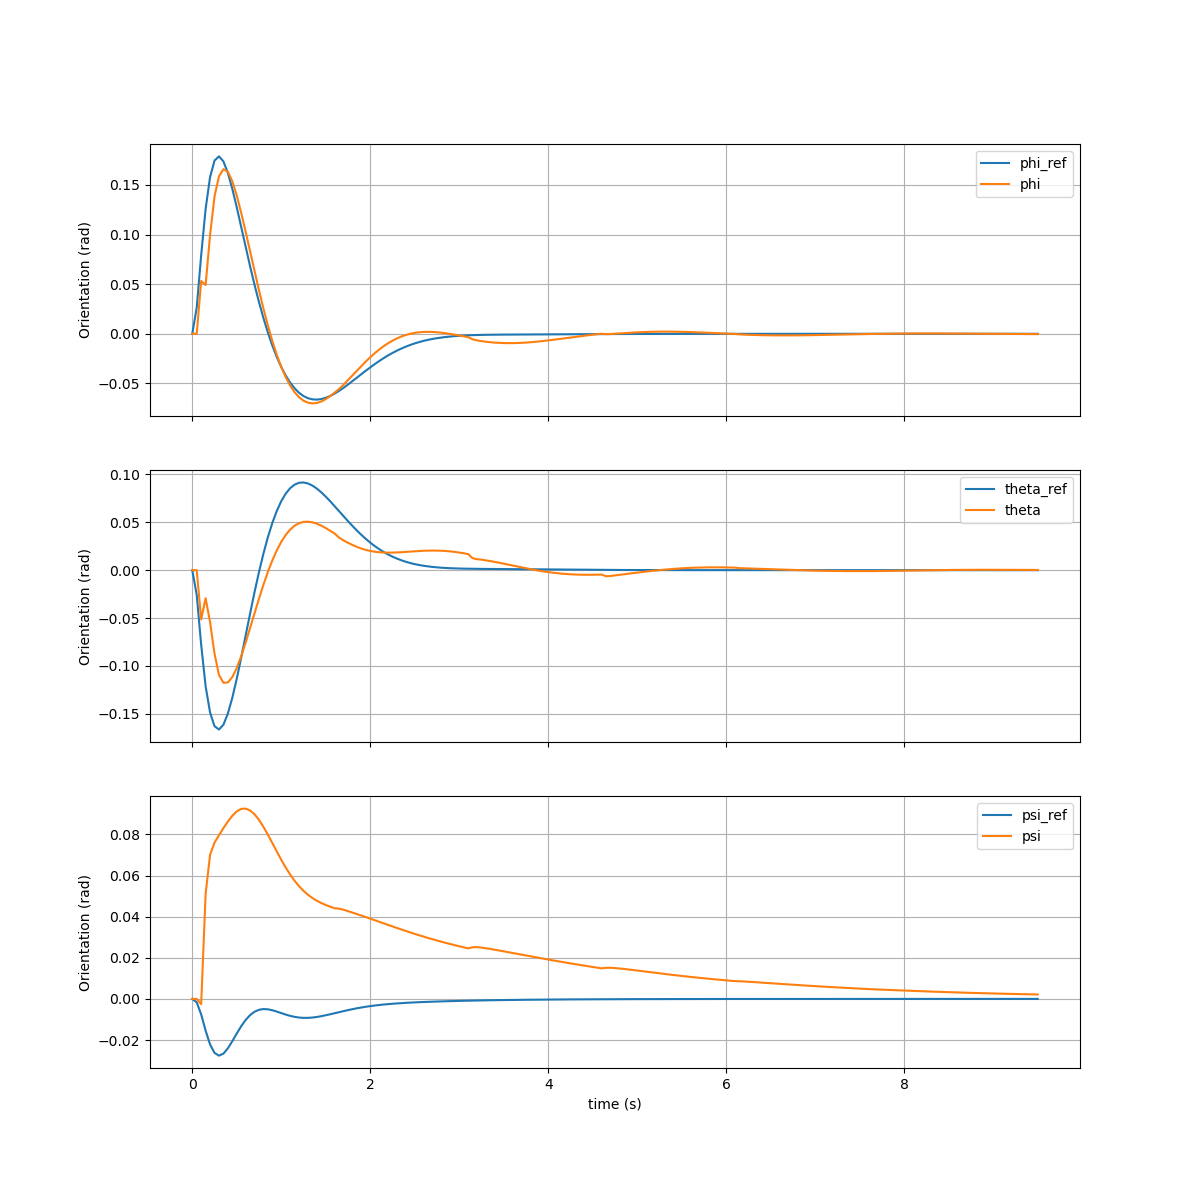 0.15
0.10
0.05
0.00
−0.05
Orientation (rad)
phi_ref
phi
0.10
0.05
0.00
−0.05
−0.10
−0.15
Orientation (rad)
theta_ref
theta
0.08
0.06
0.04
0.02
0.00
−0.02
Orientation (rad)
psi_ref
psi
0 2 4 6 8
time (s)